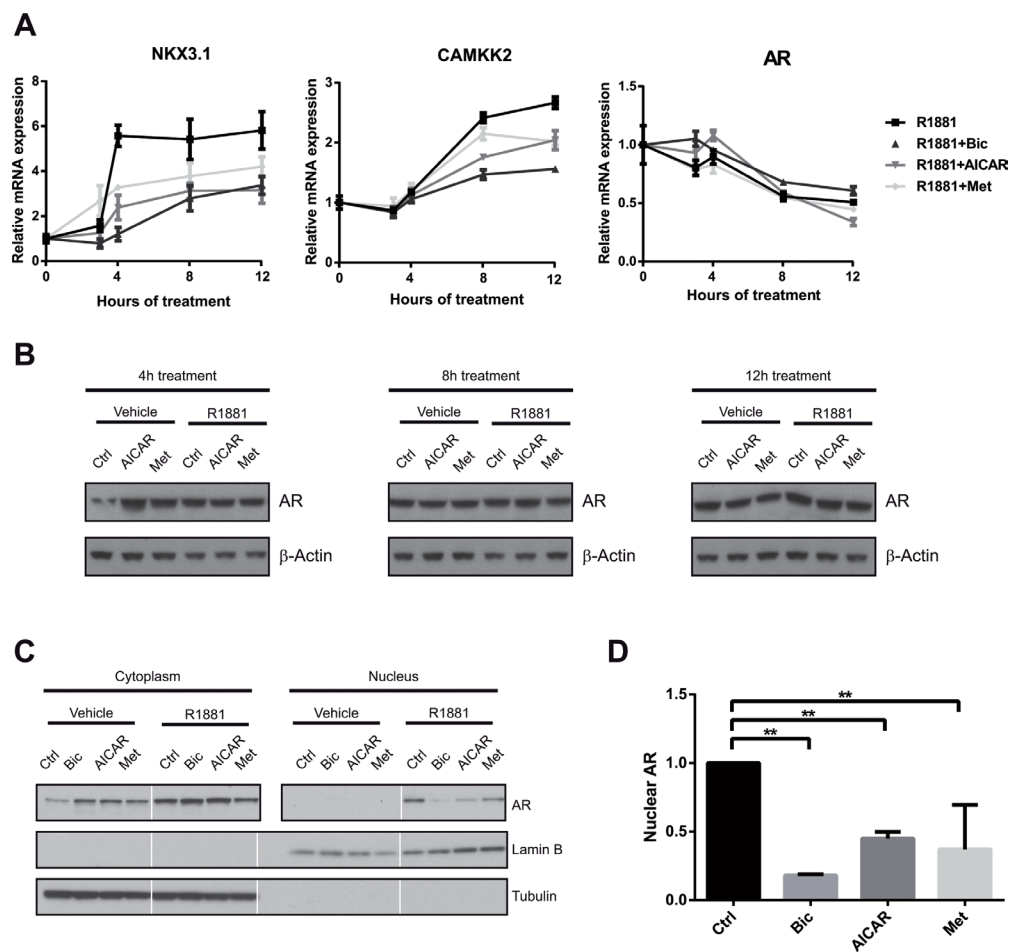 A
NKX3.1
Relative mRNA expression
8
6
4
2
0
0
4
8
12
Hours of treatment
CAMKK2
Relative mRNA expression
3
2
1
0
0
4
8
12
Hours of treatment
AR
Relative mRNA expression
1.5
1.0
0.5
0.0
0
4
8
12
Hours of treatment
R1881
R1881+Bic
R1881+AICAR
R1881+Met
B
4h treatment
Vehicle R1881
Ctrl AICAR Met Ctrl AICAR Met
AR
β-Actin
8h treatment
Vehicle R1881
Ctrl AICAR Met Ctrl AICAR Met
AR
β-Actin
12h treatment
Vehicle R1881
Ctrl AICAR Met Ctrl AICAR Met
AR
β-Actin
C
Cytoplasm Nucleus
Vehicle R1881 Vehicle R1881
Ctrl Bic AICAR Met Ctrl Bic AICAR Met Ctrl Bic AICAR Met Ctrl Bic AICAR Met
AR
Lamin B
Tubulin
D
Nuclear AR
1.5
1.0
0.5
0.0
**
**
**
Ctrl
Bic
AICAR
Met